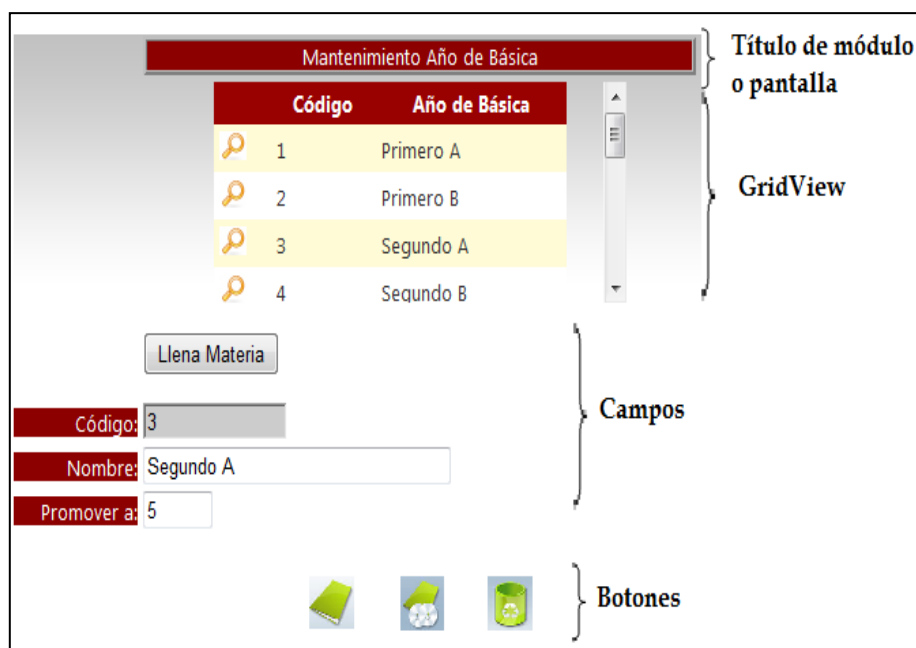 Mantenimiento Año de Básica
Título de módulo
o pantalla
Código Año de Básica
1 Primero A
2 Primero B
3 Segundo A
4 Segundo B
GridView
Llena Materia
Código: 3
Nombre: Segundo A
Promover a: 5
Campos
Botones